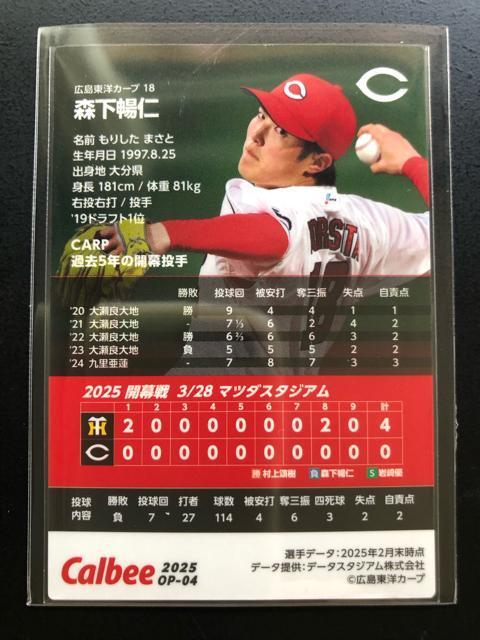 広島東洋カープ 18
森下暢仁
名前 もりした まさと
生年月日 1997.8.25
出身地 大分県
身長 181cm / 体重 81kg
右投右打 / 投手
'19ドラフト1位
CARP
過去5年の開幕投手
勝敗 投球回 被安打 奪三振 失点 自責点
'20 大瀬良大地 勝 9 4 4 1 1
'21 大瀬良大地 - 7 1/3 6 2 4 2
'22 大瀬良大地 勝 6 2/3 6 6 3 2
'23 大瀬良大地 負 5 5 5 2 2
'24 九里亜蓮 - 7 8 7 3 3
2025 開幕戦 3/28 マツダスタジアム
1 2 3 4 5 6 7 8 9 計
HT 2 0 0 0 0 0 0 2 0 4
C 0 0 0 0 0 0 0 0 0 0
勝 村上頌樹 負 森下暢仁 S 岩崎優
投球内容 勝敗 投球回 打者 球数 被安打 奪三振 四死球 失点 自責点
負 7 27 114 4 6 3 2 2
Calbee 2025
OP-04
選手データ:2025年2月末時点
データ提供:データスタジアム株式会社
©広島東洋カープ